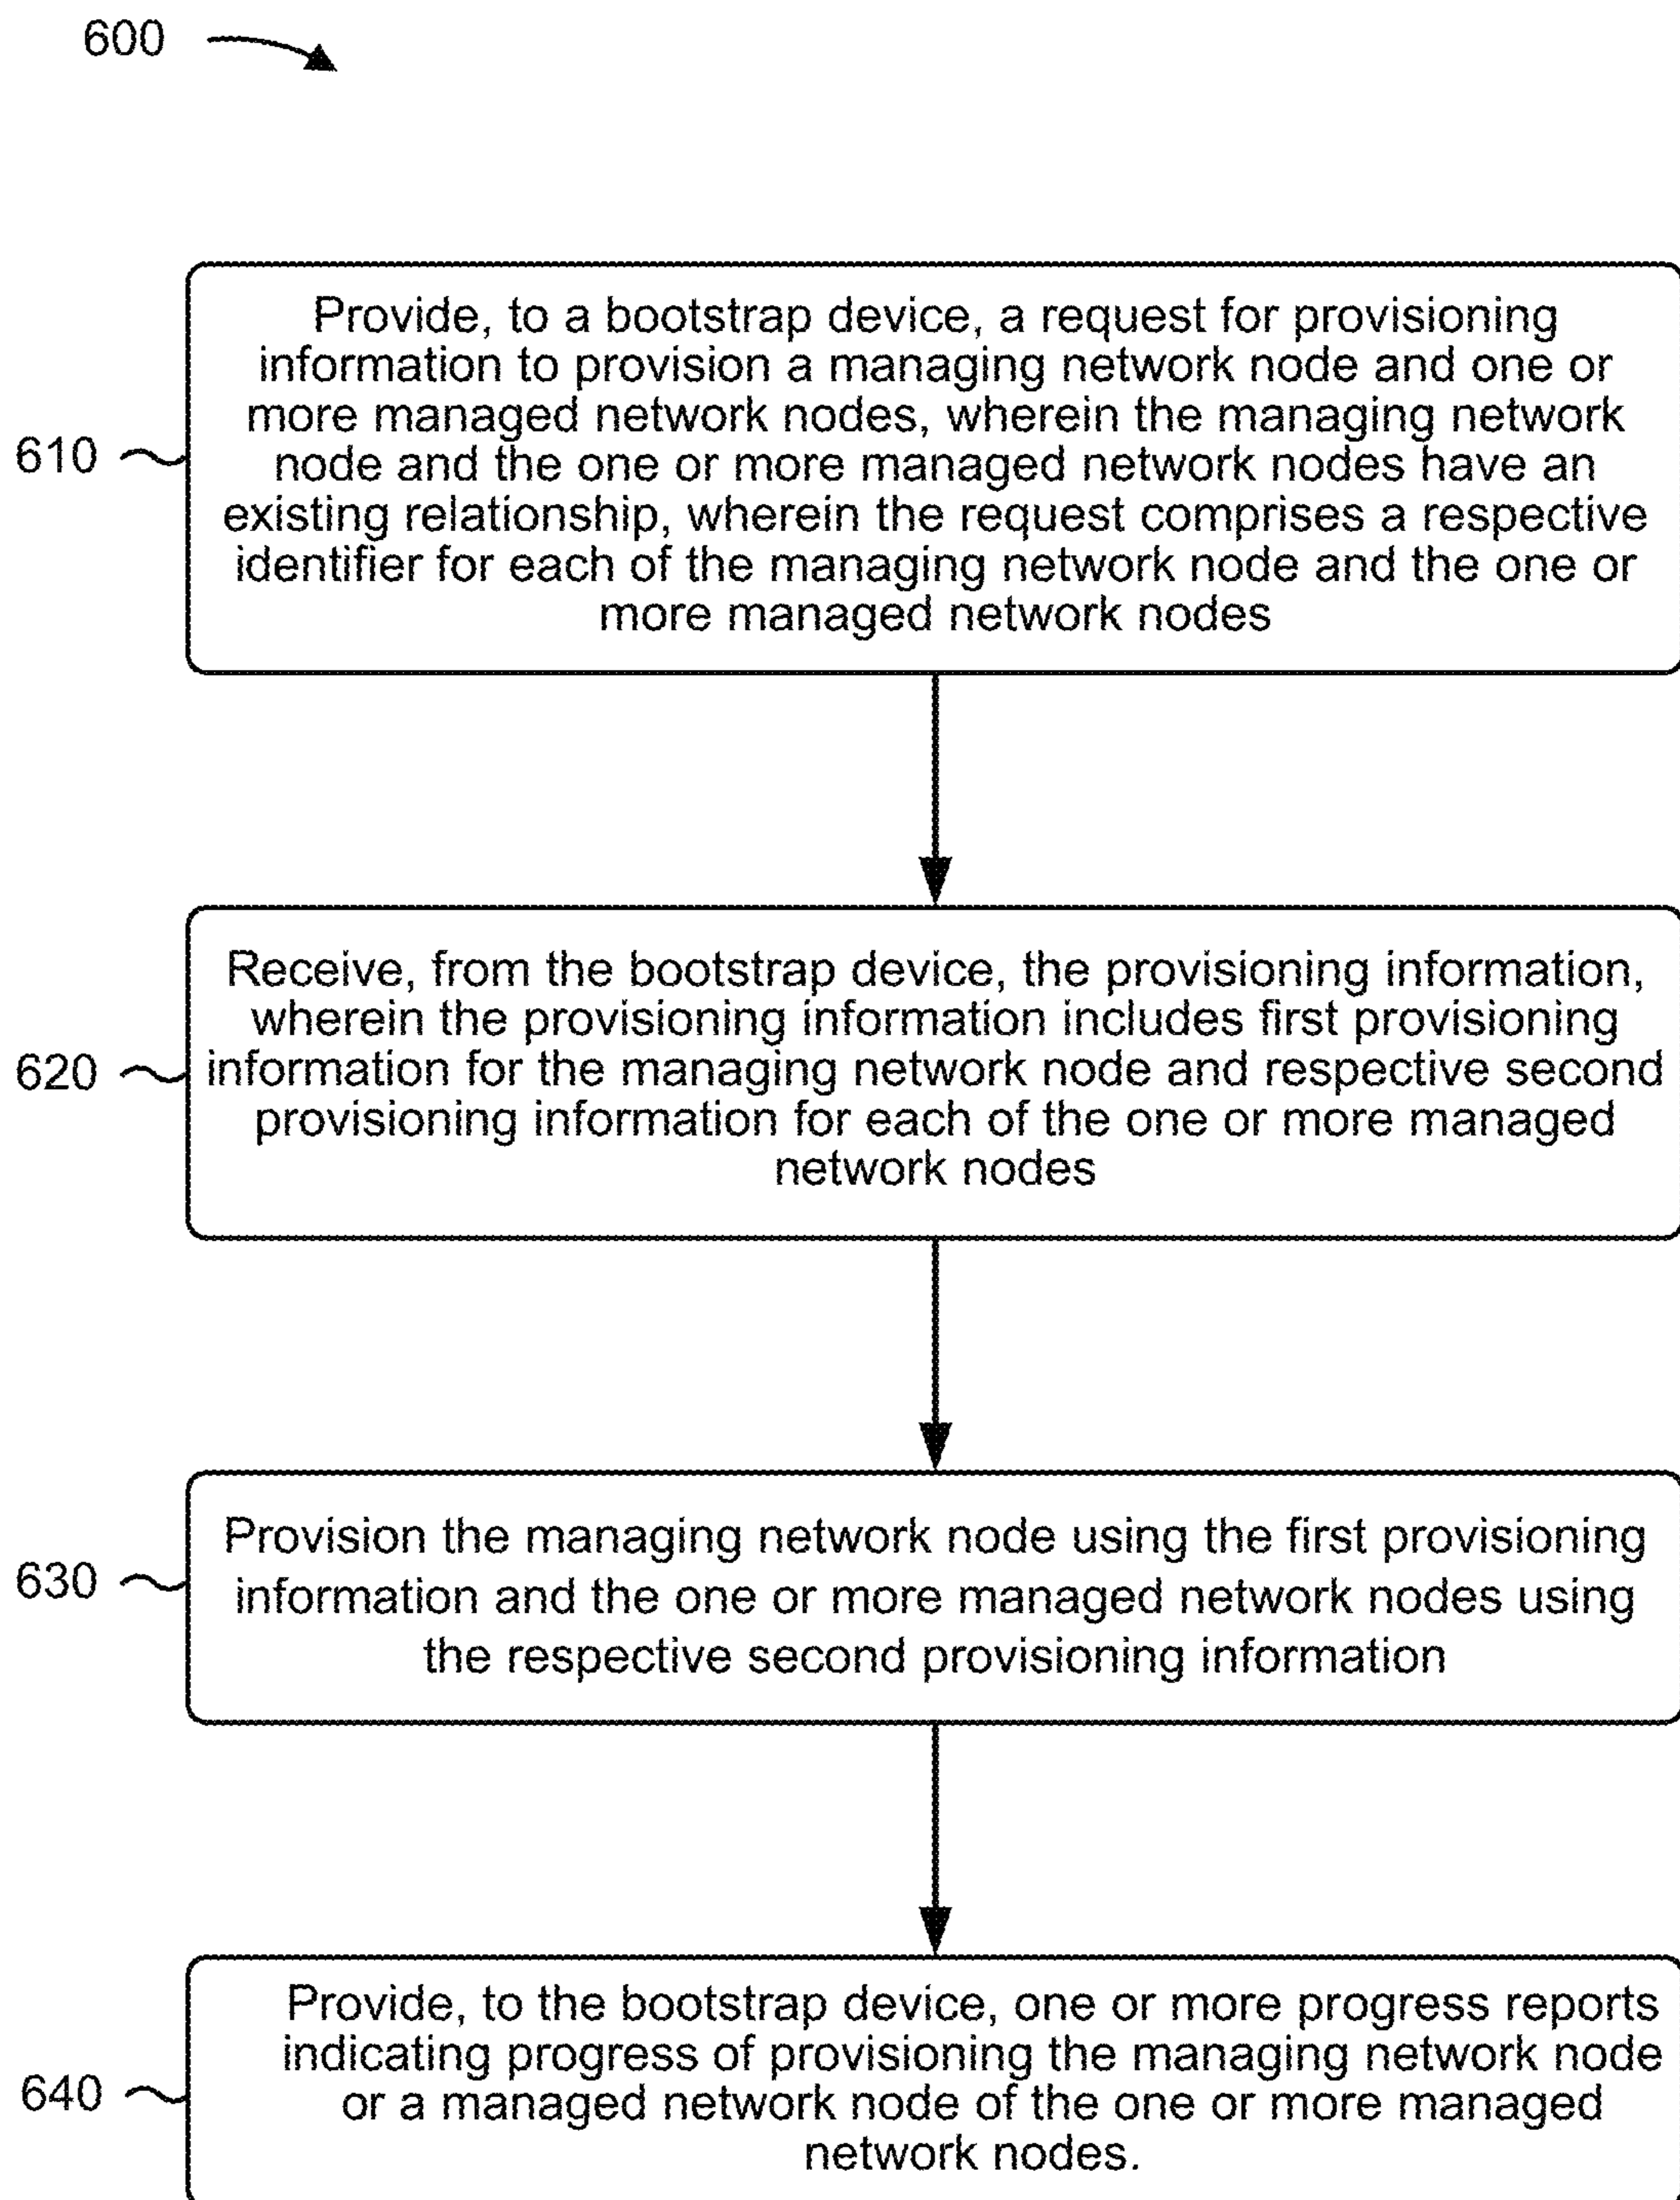 600
Provide, to a bootstrap device, a request for provisioning
information to provision a managing network node and one or
more managed network nodes, wherein the managing network
node and the one or more managed network nodes have an
existing relationship, wherein the request comprises a respective
identifier for each of the managing network node and the one or
more managed network nodes
610
Receive, from the bootstrap device, the provisioning information,
wherein the provisioning information includes first provisioning
information for the managing network node and respective second
provisioning information for each of the one or more managed
network nodes
620
Provision the managing network node using the first provisioning
information and the one or more managed network nodes using
the respective second provisioning information
630
Provide, to the bootstrap device, one or more progress reports
indicating progress of provisioning the managing network node
or a managed network node of the one or more managed
network nodes.
640